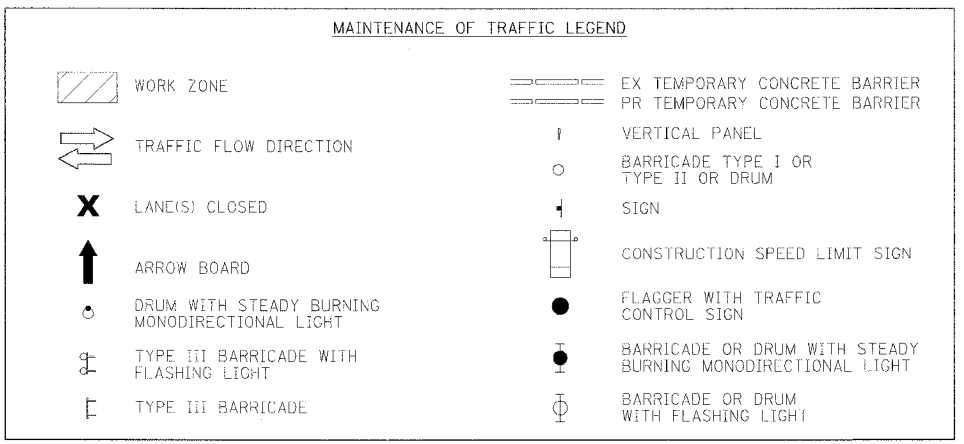 MAINTENANCE OF TRAFFIC LEGEND
WORK ZONE
TRAFFIC FLOW DIRECTION
X LANE(S) CLOSED
ARROW BOARD
DRUM WITH STEADY BURNING
MONODIRECTIONAL LIGHT
TYPE III BARRICADE WITH
FLASHING LIGHT
TYPE III BARRICADE
EX TEMPORARY CONCRETE BARRIER
PR TEMPORARY CONCRETE BARRIER
VERTICAL PANEL
BARRICADE TYPE I OR
TYPE II OR DRUM
SIGN
CONSTRUCTION SPEED LIMIT SIGN
FLAGGER WITH TRAFFIC
CONTROL SIGN
BARRICADE OR DRUM WITH STEADY
BURNING MONODIRECTIONAL LIGHT
BARRICADE OR DRUM
WITH FLASHING LIGHT